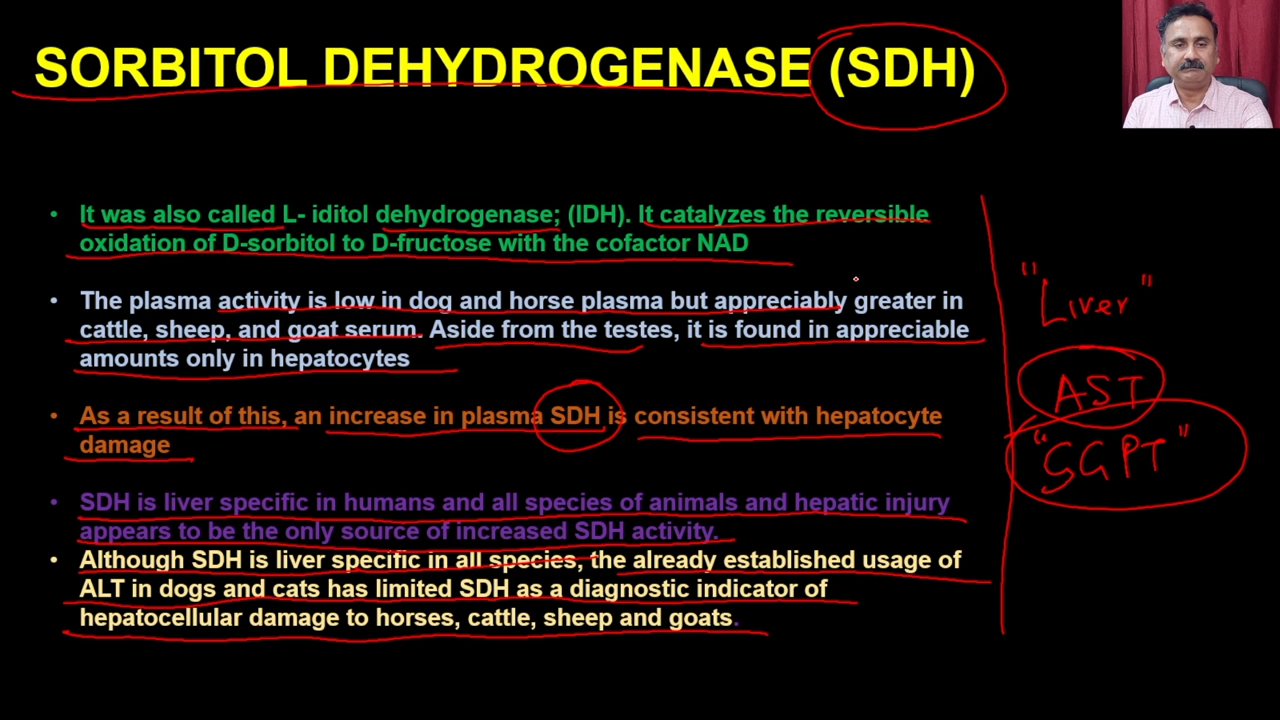 SORBITOL DEHYDROGENASE (SDH)
• It was also called L- iditol dehydrogenase; (IDH). It catalyzes the reversible
oxidation of D-sorbitol to D-fructose with the cofactor NAD
• The plasma activity is low in dog and horse plasma but appreciably greater in
cattle, sheep, and goat serum. Aside from the testes, it is found in appreciable
amounts only in hepatocytes
• As a result of this, an increase in plasma SDH is consistent with hepatocyte
damage
• SDH is liver specific in humans and all species of animals and hepatic injury
appears to be the only source of increased SDH activity.
• Although SDH is liver specific in all species, the already established usage of
ALT in dogs and cats has limited SDH as a diagnostic indicator of
hepatocellular damage to horses, cattle, sheep and goats.
"Liver"
AST
"SGPT"